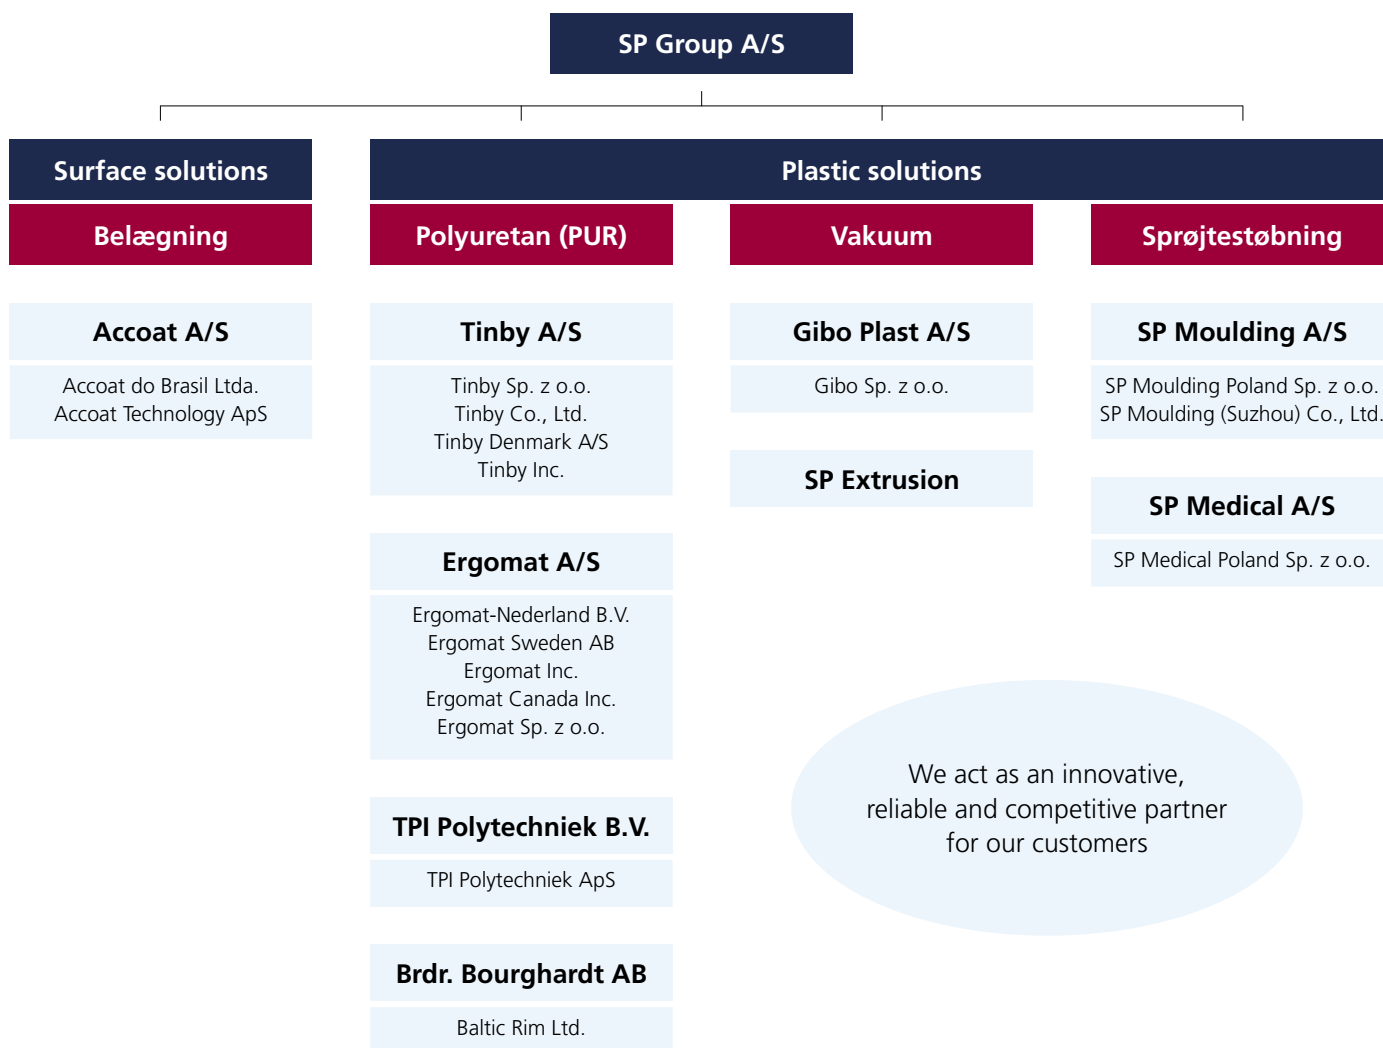 SP Group A/S
Surface solutions
Plastic solutions
Belægning
Polyuretan (PUR)
Vakuum
Sprøjtestøbning
Accoat A/S
Accoat do Brasil Ltda.
Accoat Technology ApS
Tinby A/S
Tinby Sp. z o.o.
Tinby Co., Ltd.
Tinby Denmark A/S
Tinby Inc.
Ergomat A/S
Ergomat-Nederland B.V.
Ergomat Sweden AB
Ergomat Inc.
Ergomat Canada Inc.
Ergomat Sp. z o.o.
TPI Polytechniek B.V.
TPI Polytechniek ApS
Brdr. Bourghardt AB
Baltic Rim Ltd.
Gibo Plast A/S
Gibo Sp. z o.o.
SP Extrusion
SP Moulding A/S
SP Moulding Poland Sp. z o.o.
SP Moulding (Suzhou) Co., Ltd.
SP Medical A/S
SP Medical Poland Sp. z o.o.
We act as an innovative,
reliable and competitive partner
for our customers